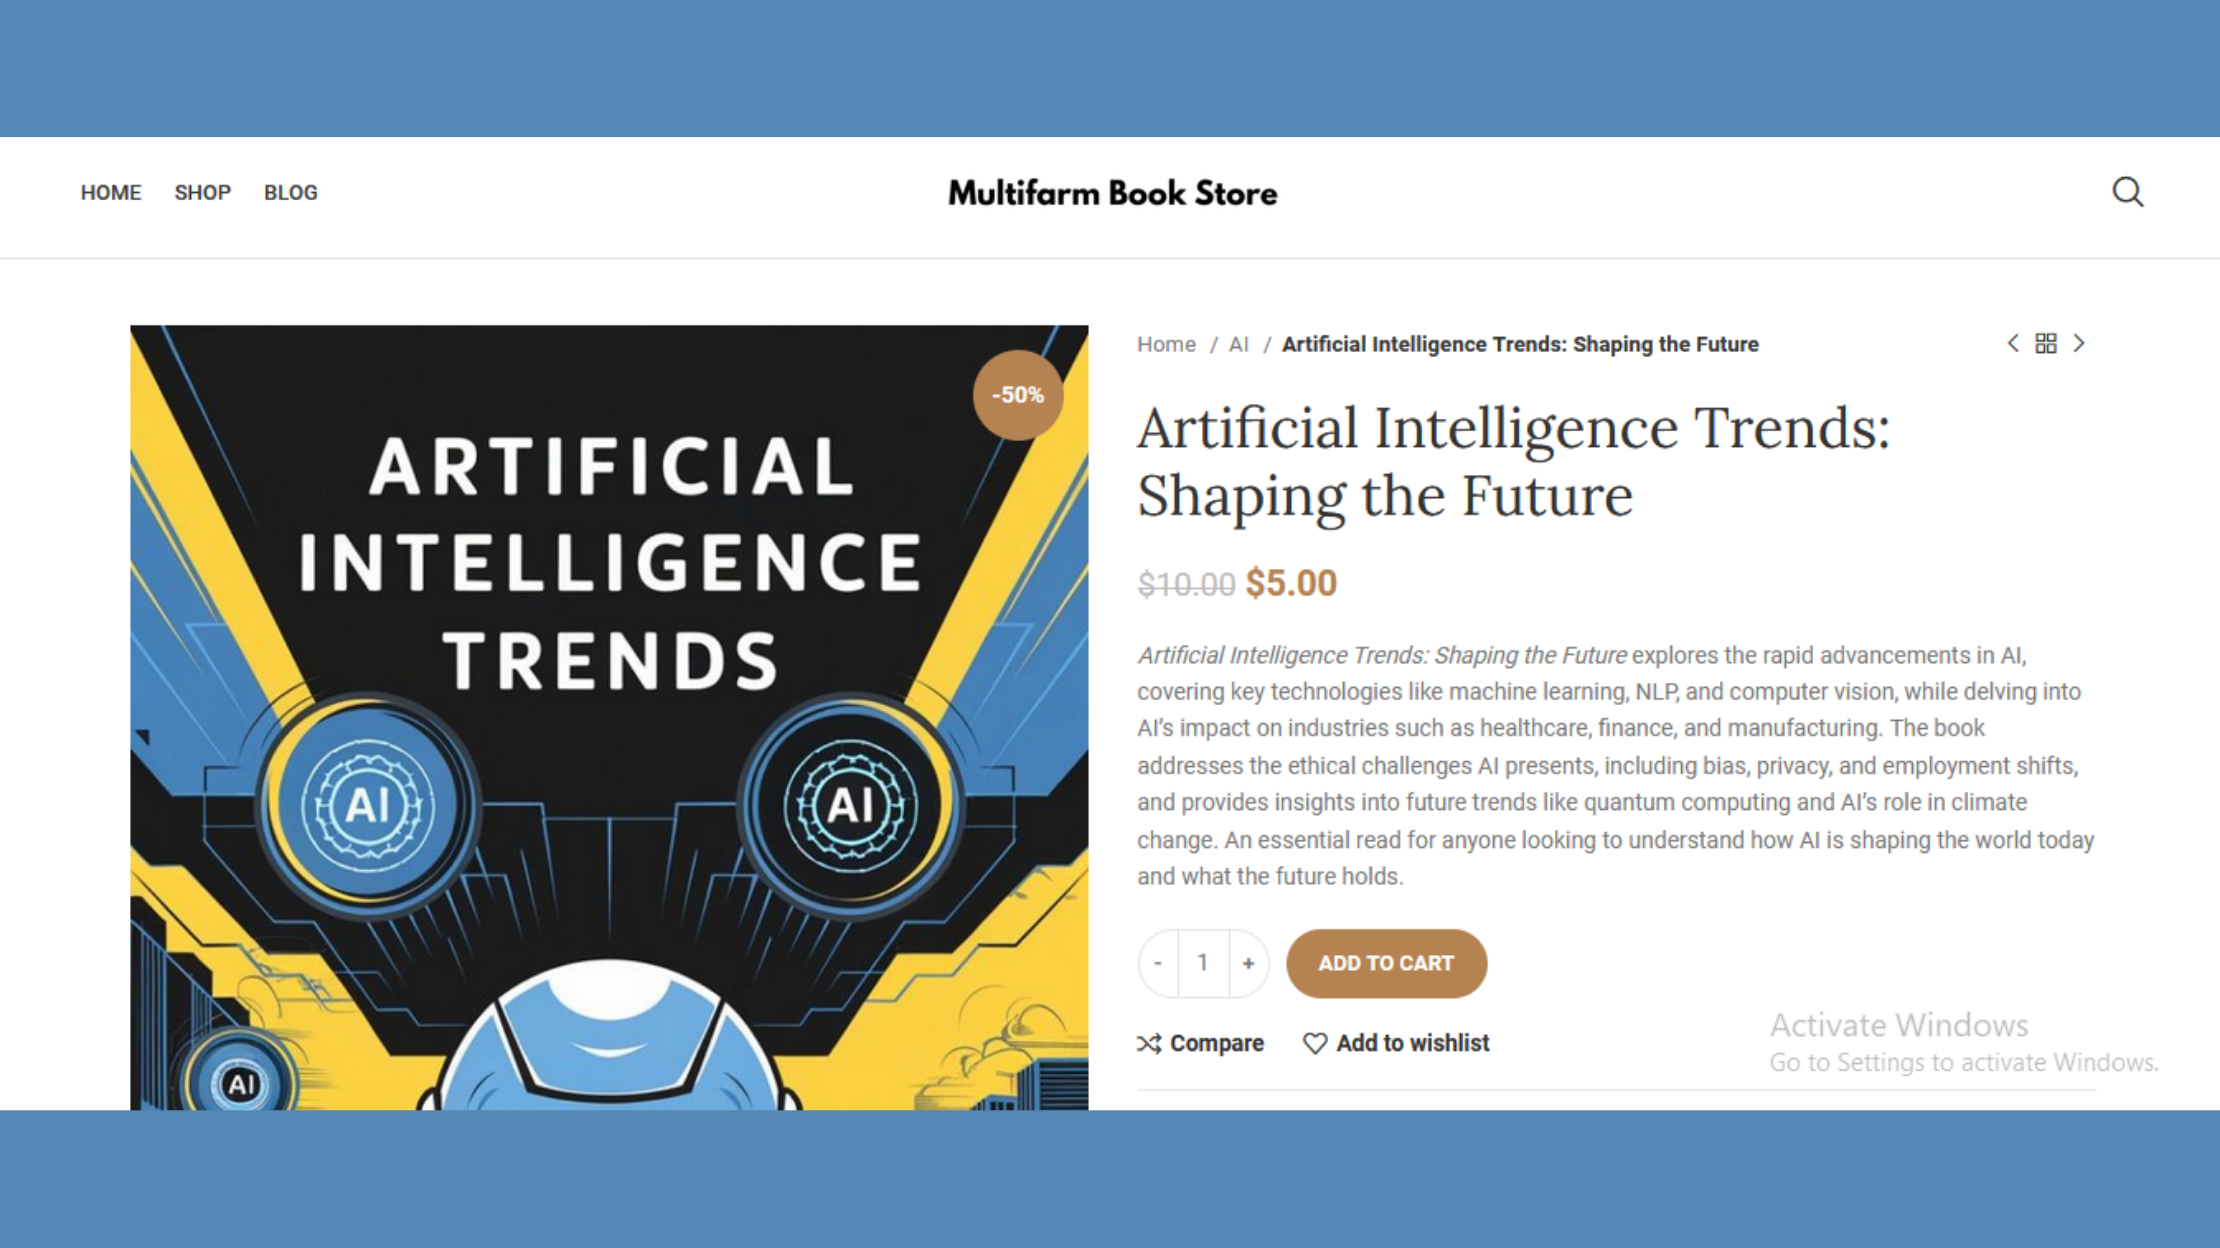 HOME SHOP BLOG
Multifarm Book Store
-50%
ARTIFICIAL
INTELLIGENCE
TRENDS
AI
AI
AI
Home / AI / Artificial Intelligence Trends: Shaping the Future
Artificial Intelligence Trends:
Shaping the Future
$10.00 $5.00
Artificial Intelligence Trends: Shaping the Future explores the rapid advancements in AI,
covering key technologies like machine learning, NLP, and computer vision, while delving into
AI’s impact on industries such as healthcare, finance, and manufacturing. The book
addresses the ethical challenges AI presents, including bias, privacy, and employment shifts,
and provides insights into future trends like quantum computing and AI’s role in climate
change. An essential read for anyone looking to understand how AI is shaping the world today
and what the future holds.
- 1 +
ADD TO CART
Compare
Add to wishlist
Activate Windows
Go to Settings to activate Windows.